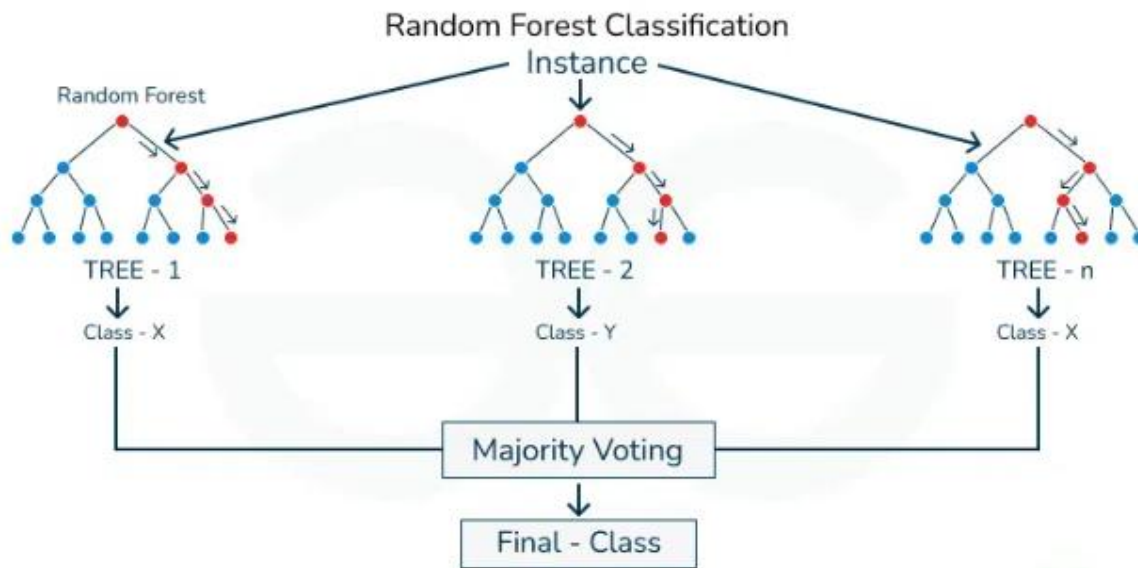 Random Forest Classification
Instance
Random Forest
TREE - 1
TREE - 2
TREE - n
Class - X
Class - Y
Class - X
Majority Voting
Final - Class